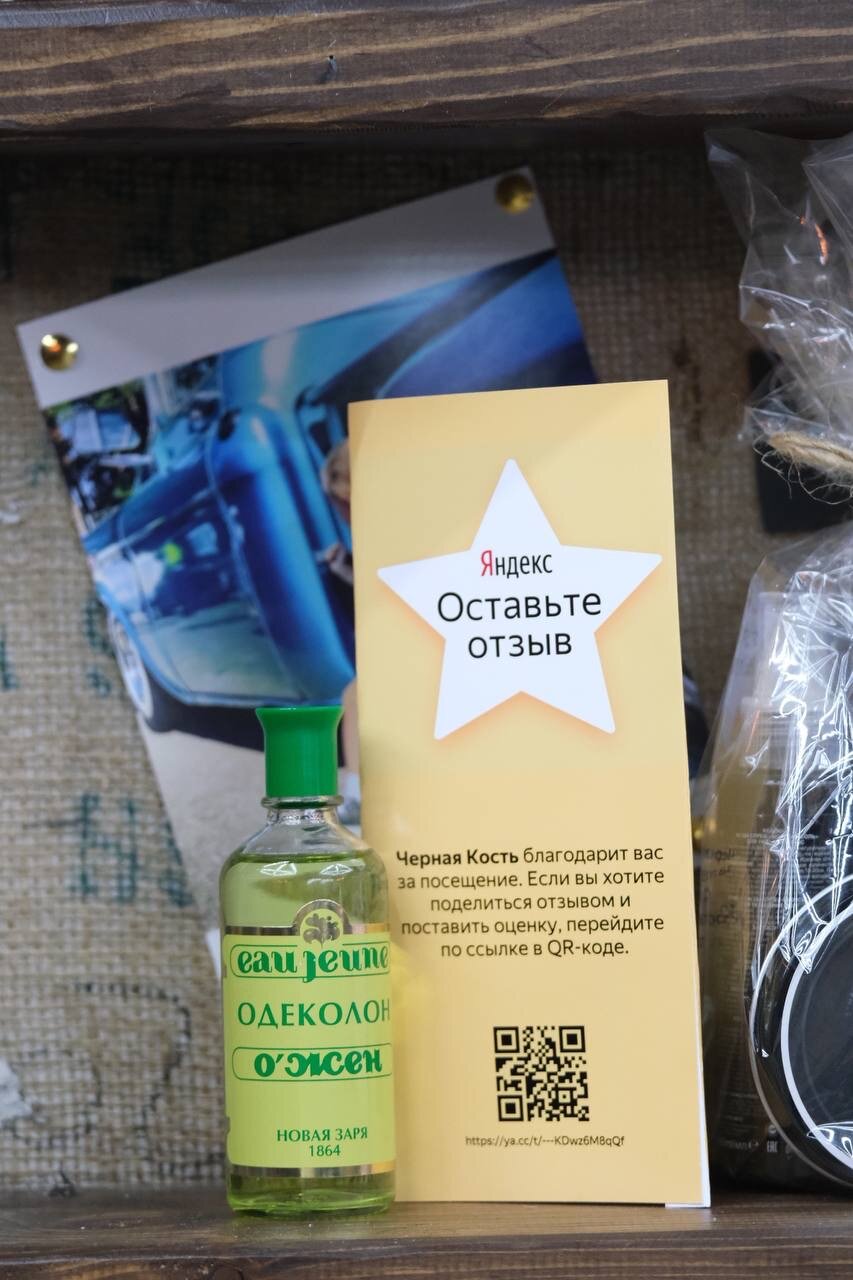 Яндекс
Оставьте
отзыв
Черная Кость благодарит вас
за посещение. Если вы хотите
поделиться отзывом и
поставить оценку, перейдите
по ссылке в QR-коде.
https://ya.cc/t/---KDwz6M8qQf
eau jeune
ОДЕКОЛОН
О'ЖЕН
НОВАЯ ЗАРЯ
1864